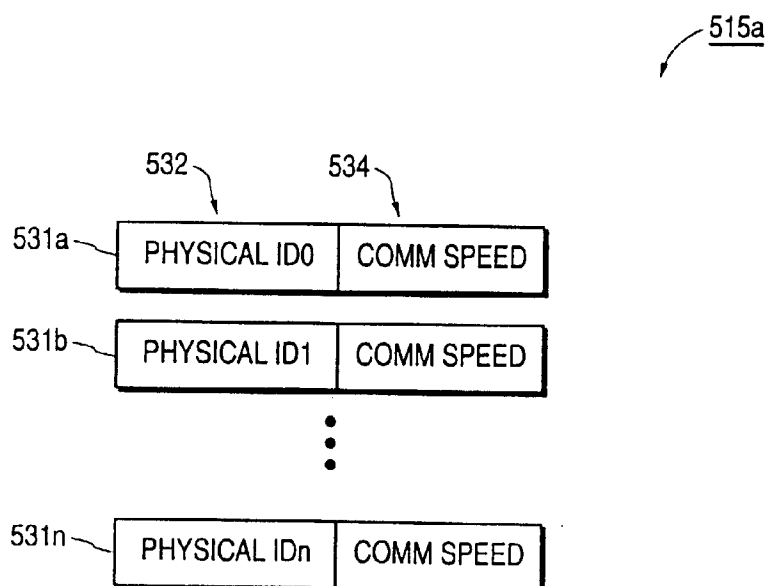 515a
532 534
531a PHYSICAL ID0 COMM SPEED
531b PHYSICAL ID1 COMM SPEED
531n PHYSICAL IDn COMM SPEED